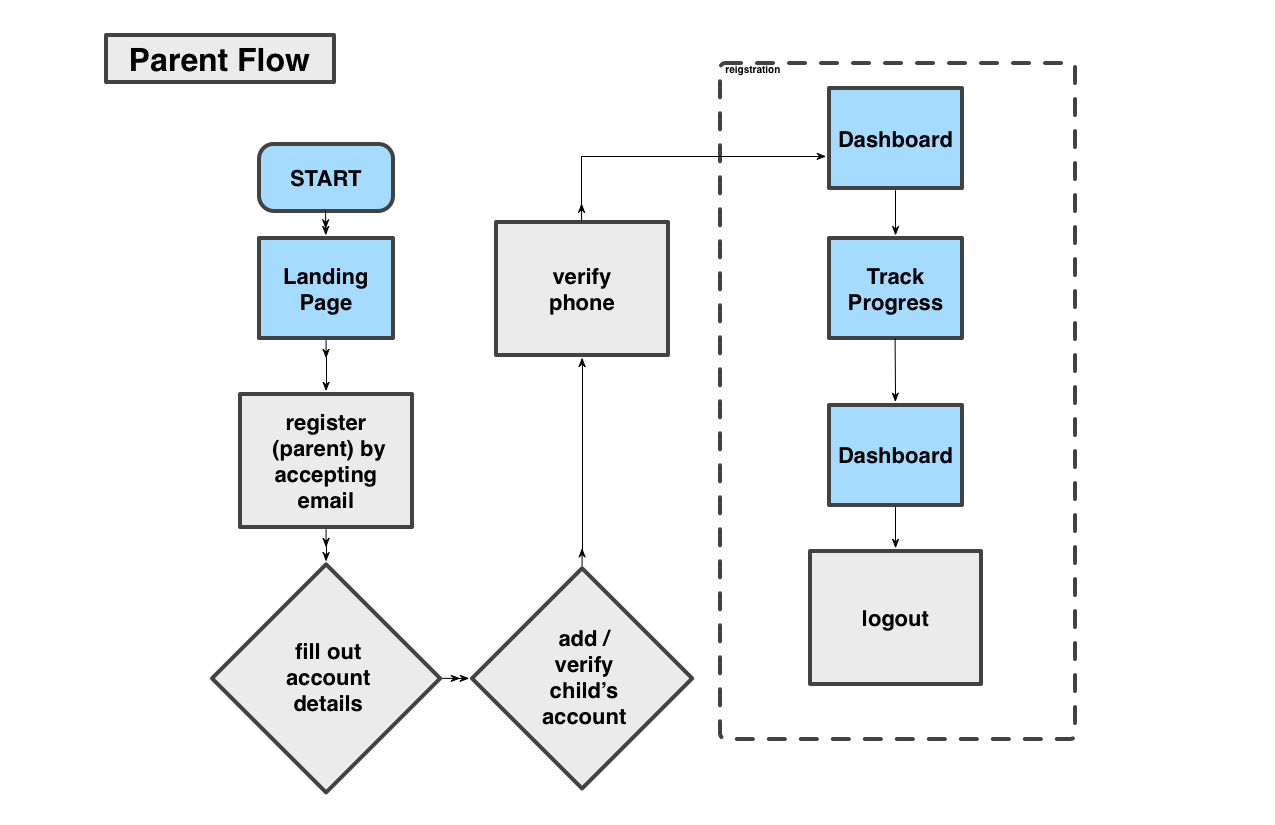 Parent Flow
START
Landing
Page
register
(parent) by
accepting
email
fill out
account
details
add /
verify
child's
account
verify
phone
reigstration
Dashboard
Track
Progress
Dashboard
logout